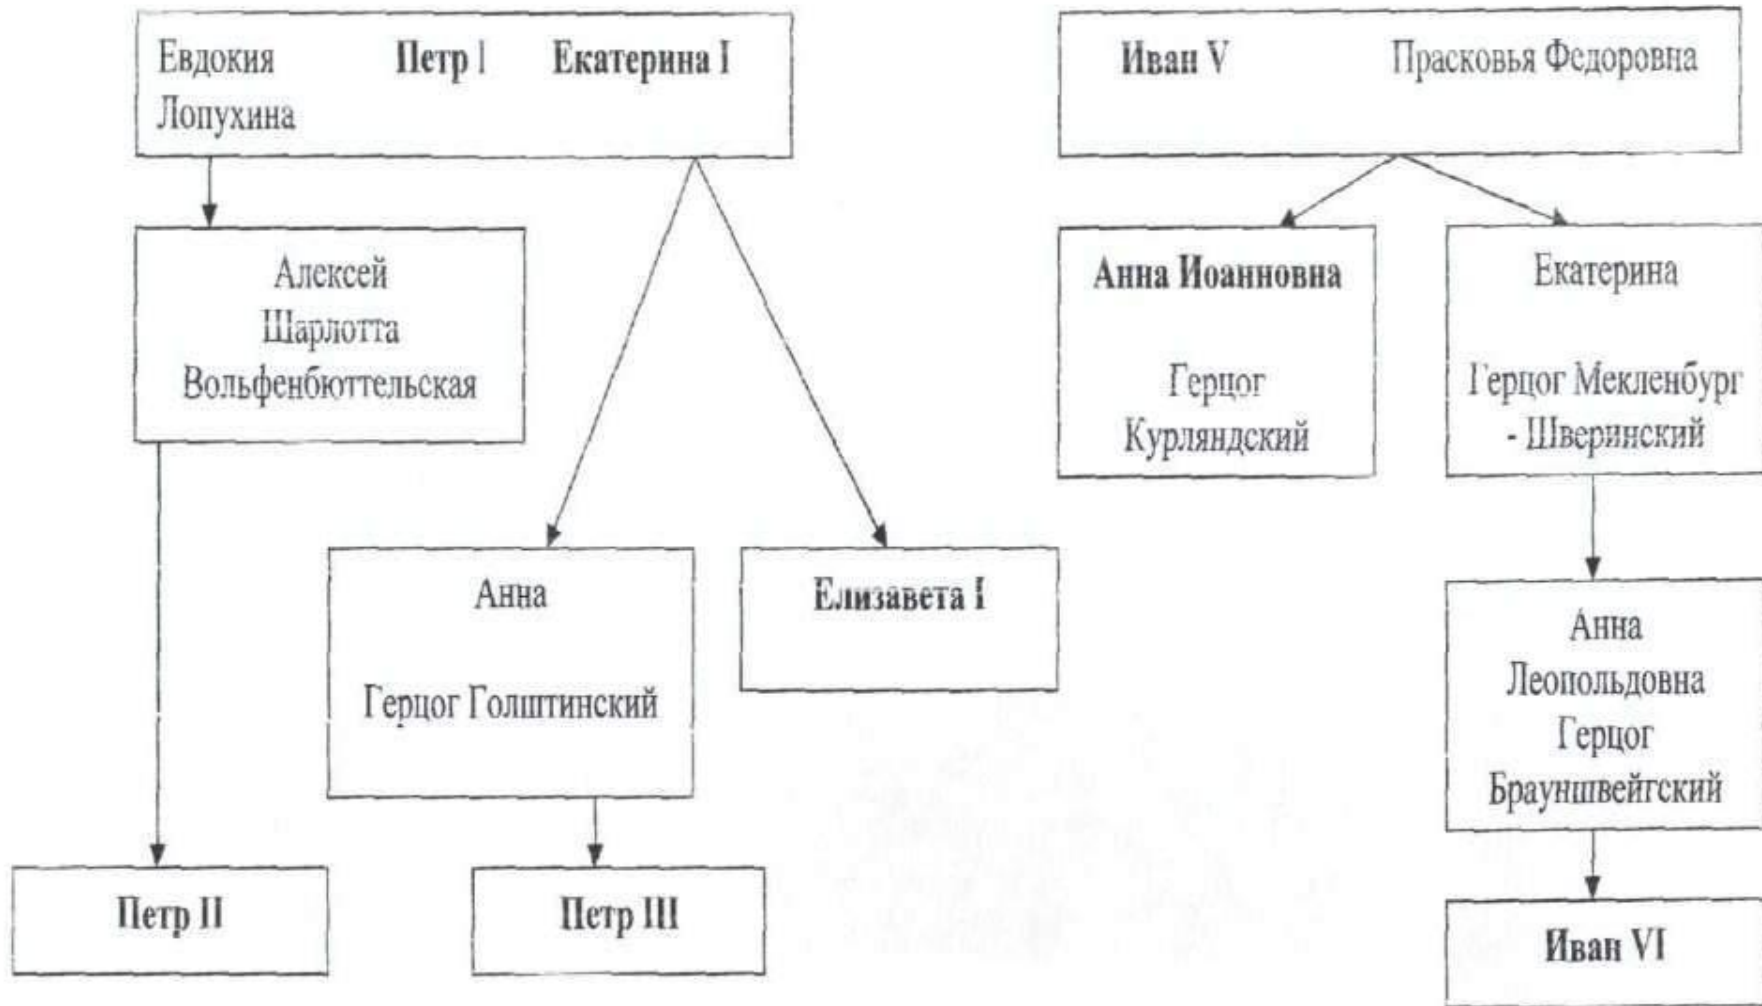 Евдокия Петр I Екатерина I
Лопухина
Иван V Прасковья Федоровна
Алексей
Шарлотта
Вольфенбюттельская
Анна Иоанновна
Герцог
Курляндский
Екатерина
Герцог Мекленбург
- Шверинский
Анна
Герцог Голштинский
Елизавета I
Анна
Леопольдовна
Герцог
Брауншвейгский
Петр II
Петр III
Иван VI